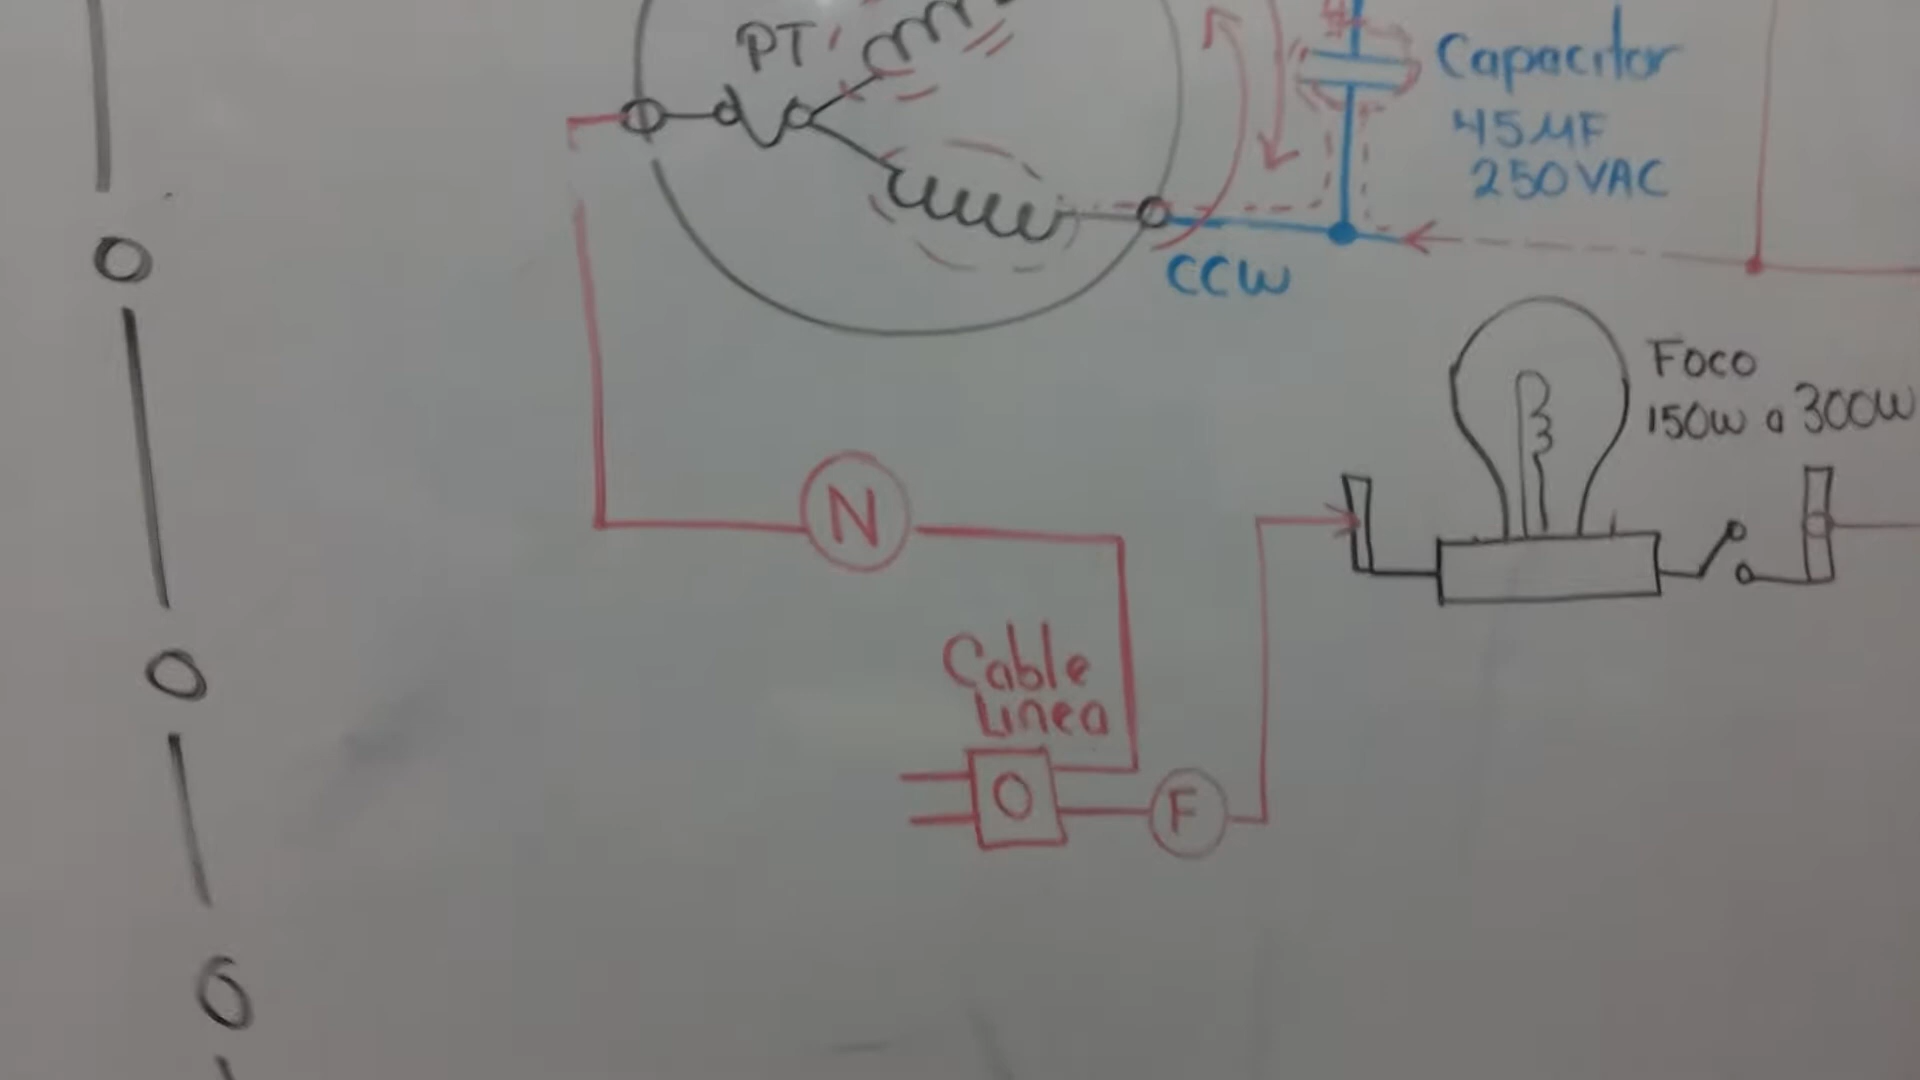 PT
Capacitor
45MF
250VAC
CCW
Foco
150W a 300W
N
Cable
Linea
F